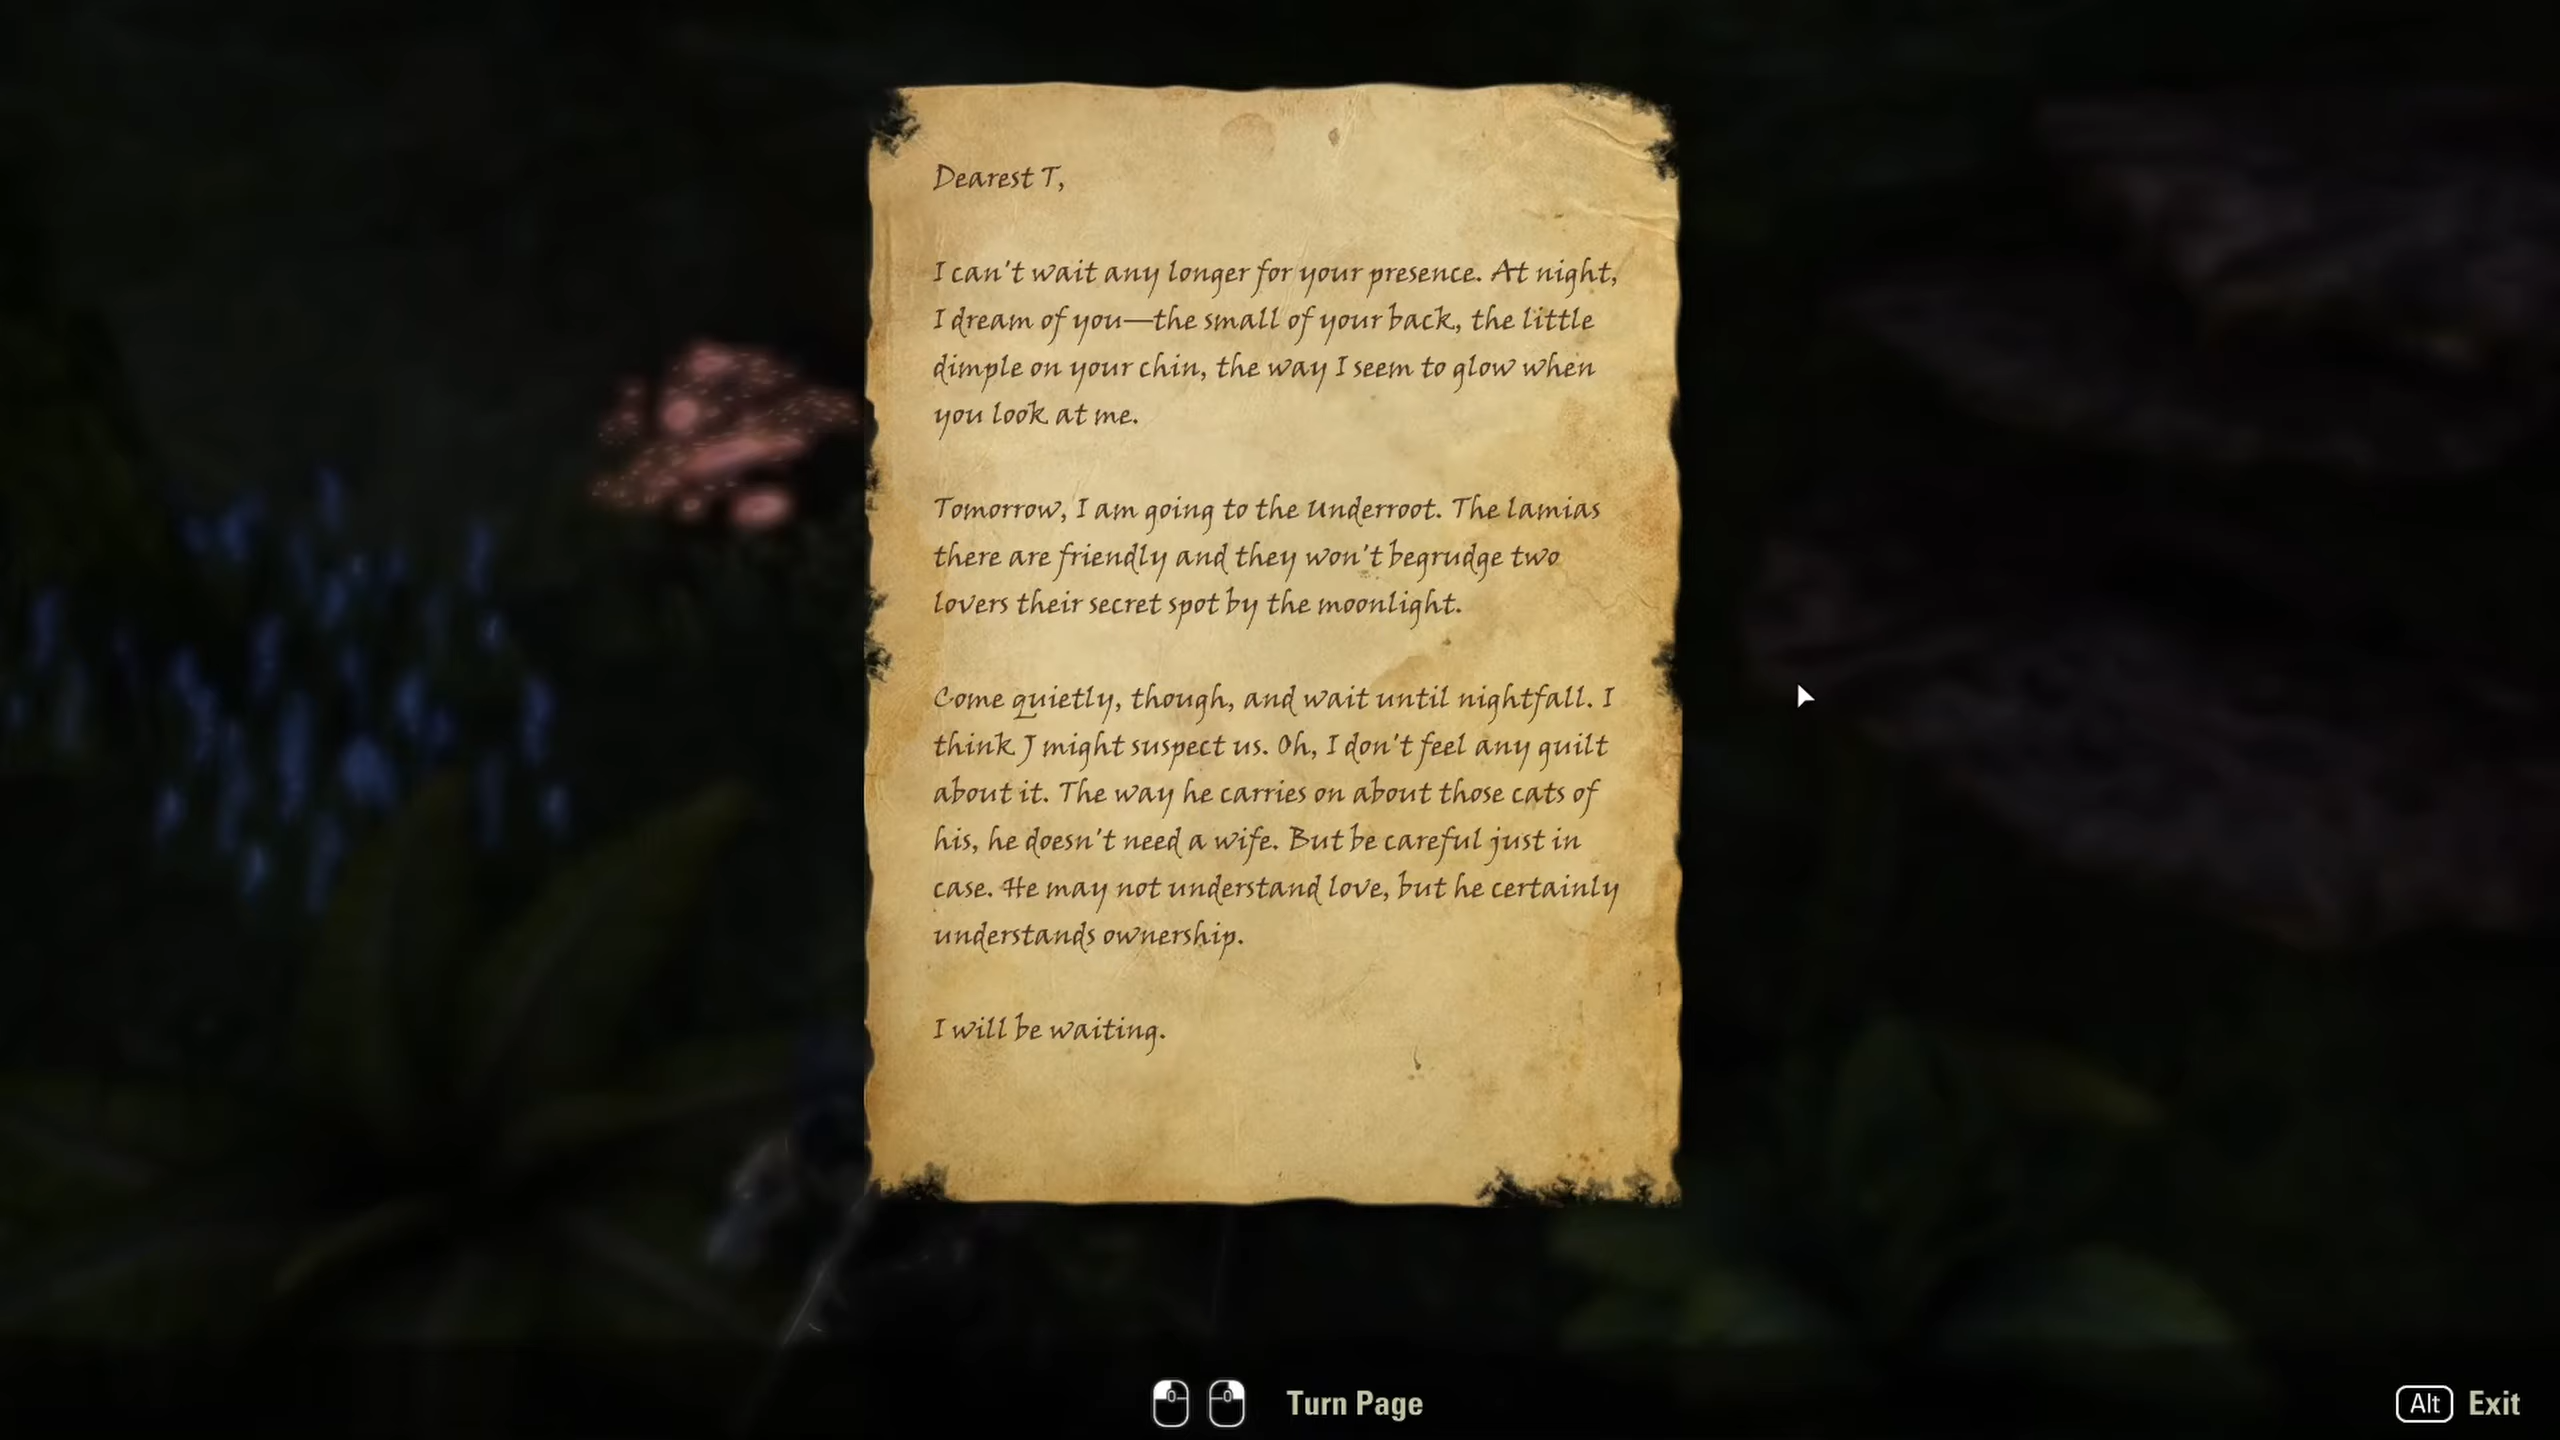 Dearest T,
I can't wait any longer for your presence. At night,
I dream of you—the small of your back, the little
dimple on your chin, the way I seem to glow when
you look at me.
Tomorrow, I am going to the Underroot. The lamias
there are friendly and they won't begrudge two
lovers their secret spot by the moonlight.
Come quietly, though, and wait until nightfall. I
think J might suspect us. Oh, I don't feel any guilt
about it. The way he carries on about those cats of
his, he doesn't need a wife. But be careful just in
case. He may not understand love, but he certainly
understands ownership.
I will be waiting.
Turn Page
Alt Exit